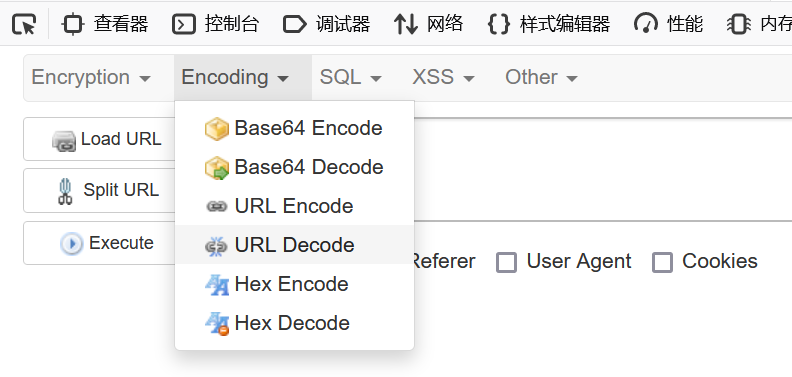 查看器 控制台 调试器 网络 样式编辑器 性能 内存
Encryption Encoding SQL XSS Other
Base64 Encode
Load URL
Base64 Decode
Split URL
URL Encode
Execute
URL Decode
Referer User Agent Cookies
Hex Encode
Hex Decode